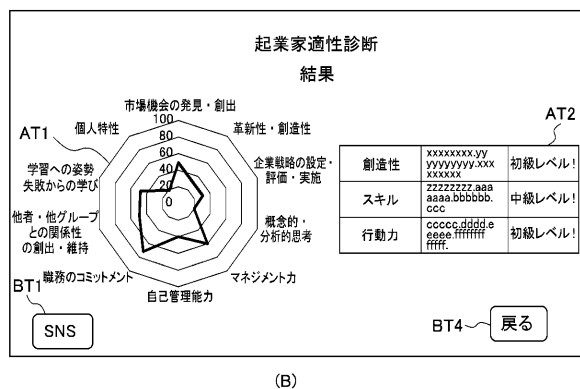 起業家適性診断
結果
市場機会の発見・創出
100
80
60
40
20
0
革新性・創造性
企業戦略の設定・
評価・実施
概念的・
分析的思考
マネジメント力
自己管理能力
職務のコミットメント
他者・他グループ
との関係性
の創出・維持
学習への姿勢
失敗からの学び
個人特性
AT1
AT2
創造性
xxxxxxxx.yy
yyyyyyyy.xxx
xxxxxx
初級レベル!
スキル
zzzzzzzz.aaa
aaaa.bbbbbb.
ccc
中級レベル!
行動力
ccccc.dddd.e
eeee.ffffffff
fffff.
初級レベル!
BT1
SNS
BT4
戻る
(B)